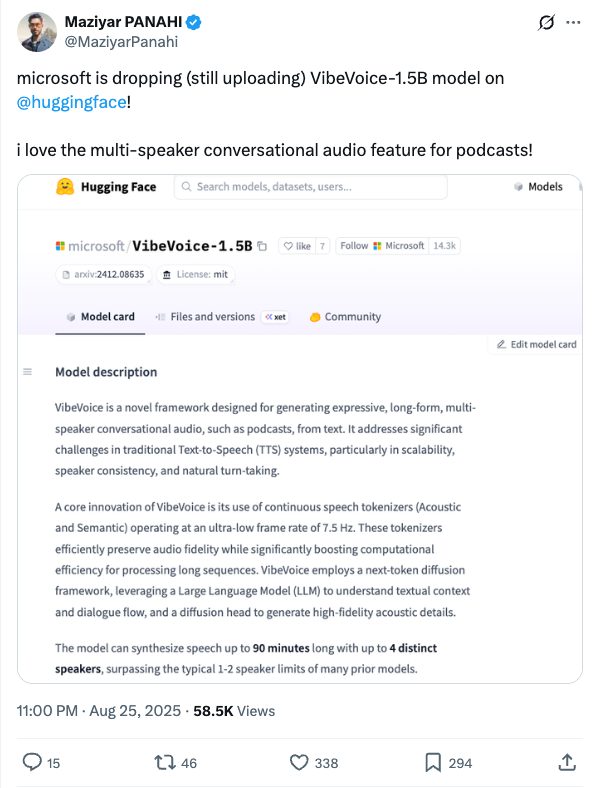 Maziyar PANAHI
@MaziyarPanahi
microsoft is dropping (still uploading) VibeVoice-1.5B model on
@huggingface!
i love the multi-speaker conversational audio feature for podcasts!
Hugging Face
Search models, datasets, users...
Models
microsoft/VibeVoice-1.5B
like 7
Follow Microsoft 14.3k
arxiv:2412.08635
License: mit
Model card
Files and versions
xet
Community
Edit model card
Model description
VibeVoice is a novel framework designed for generating expressive, long-form, multi-
speaker conversational audio, such as podcasts, from text. It addresses significant
challenges in traditional Text-to-Speech (TTS) systems, particularly in scalability,
speaker consistency, and natural turn-taking.
A core innovation of VibeVoice is its use of continuous speech tokenizers (Acoustic
and Semantic) operating at an ultra-low frame rate of 7.5 Hz. These tokenizers
efficiently preserve audio fidelity while significantly boosting computational
efficiency for processing long sequences. VibeVoice employs a next-token diffusion
framework, leveraging a Large Language Model (LLM) to understand textual context
and dialogue flow, and a diffusion head to generate high-fidelity acoustic details.
The model can synthesize speech up to 90 minutes long with up to 4 distinct
speakers, surpassing the typical 1-2 speaker limits of many prior models.
11:00 PM · Aug 25, 2025 · 58.5K Views
15
46
338
294